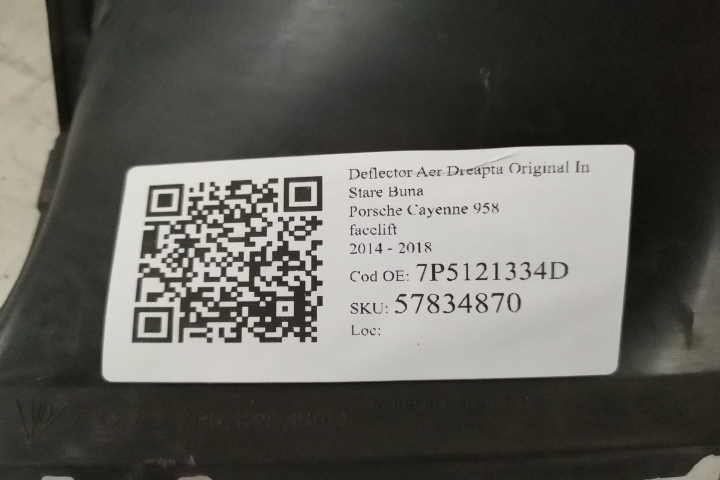 Deflector Aer Dreapta Original In
Stare Buna
Porsche Cayenne 958
facelift
2014 - 2018
Cod OE: 7P5121334D
SKU: 57834870
Loc: